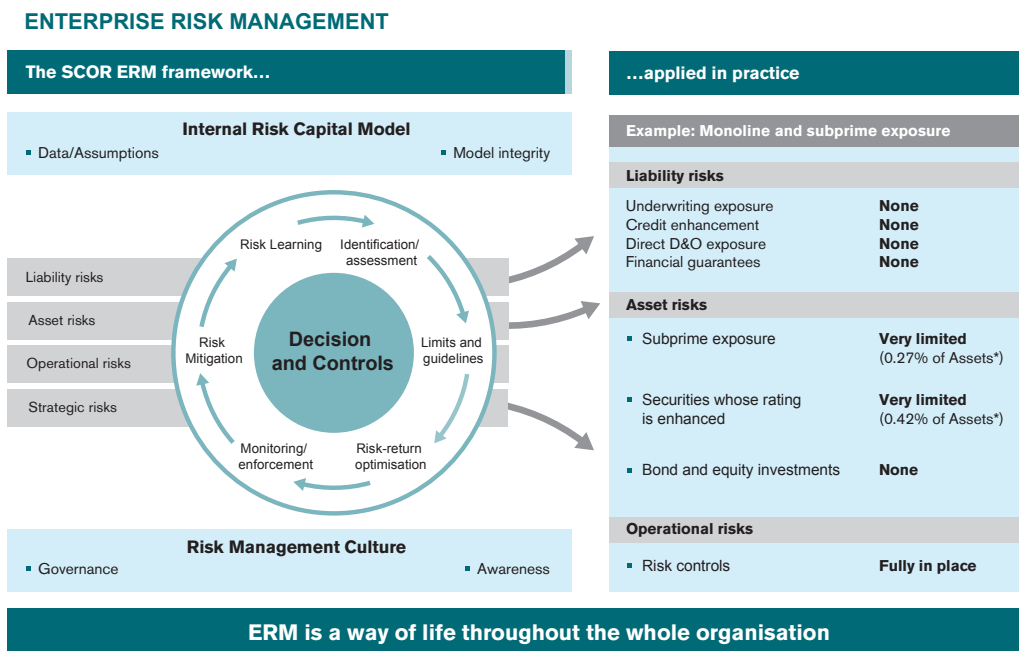 ENTERPRISE RISK MANAGEMENT
The SCOR ERM framework...
Internal Risk Capital Model
▪ Data/Assumptions
▪ Model integrity
Liability risks
Asset risks
Operational risks
Strategic risks
Risk Learning
Identification/
assessment
Limits and
guidelines
Risk-return
optimisation
Monitoring/
enforcement
Risk
Mitigation
Decision
and Controls
Risk Management Culture
▪ Governance
▪ Awareness
...applied in practice
Example: Monoline and subprime exposure
Liability risks
Underwriting exposure None
Credit enhancement None
Direct D&O exposure None
Financial guarantees None
Asset risks
▪ Subprime exposure Very limited
(0.27% of Assets*)
▪ Securities whose rating Very limited
is enhanced (0.42% of Assets*)
▪ Bond and equity investments None
Operational risks
▪ Risk controls Fully in place
ERM is a way of life throughout the whole organisation